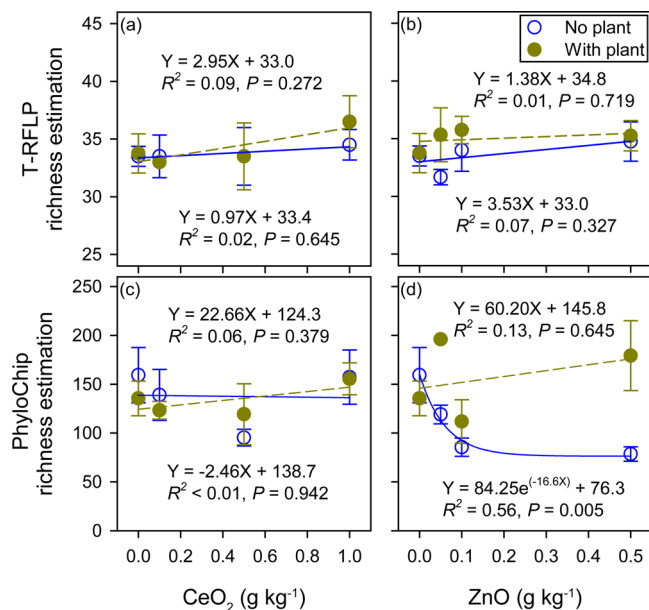 (a)
Y = 2.95X + 33.0
R² = 0.09, P = 0.272
Y = 0.97X + 33.4
R² = 0.02, P = 0.645
45
40
35
30
25
T-RFLP
richness estimation
(b)
No plant
With plant
Y = 1.38X + 34.8
R² = 0.01, P = 0.719
Y = 3.53X + 33.0
R² = 0.07, P = 0.327
(c)
Y = 22.66X + 124.3
R² = 0.06, P = 0.379
Y = -2.46X + 138.7
R² < 0.01, P = 0.942
250
200
150
100
50
0
PhyloChip
richness estimation
(d)
Y = 60.20X + 145.8
R² = 0.13, P = 0.645
Y = 84.25e(-16.6X) + 76.3
R² = 0.56, P = 0.005
0.0 0.2 0.4 0.6 0.8 1.0
CeO₂ (g kg⁻¹)
0.0 0.1 0.2 0.3 0.4 0.5
ZnO (g kg⁻¹)